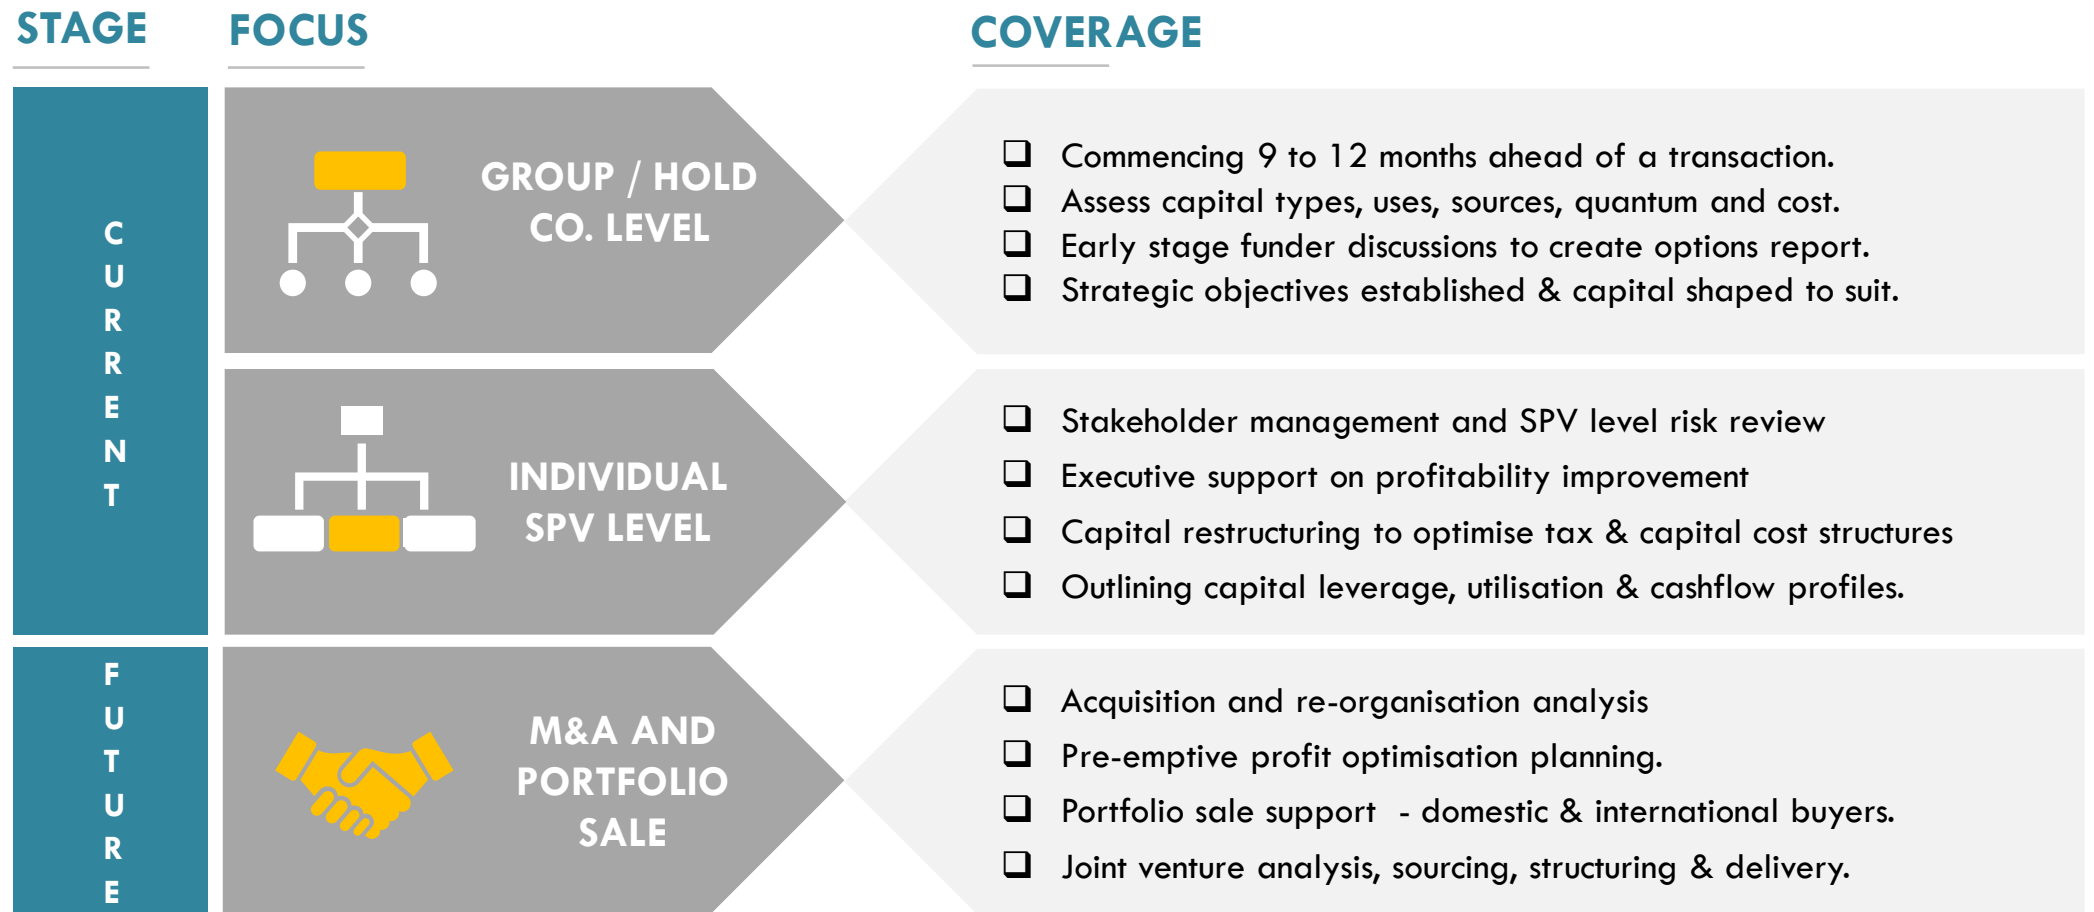 STAGE
FOCUS
COVERAGE
CURRENT
GROUP / HOLD
CO. LEVEL
Commencing 9 to 12 months ahead of a transaction.
Assess capital types, uses, sources, quantum and cost.
Early stage funder discussions to create options report.
Strategic objectives established & capital shaped to suit.
INDIVIDUAL
SPV LEVEL
Stakeholder management and SPV level risk review
Executive support on profitability improvement
Capital restructuring to optimise tax & capital cost structures
Outlining capital leverage, utilisation & cashflow profiles.
FUTURE
M&A AND
PORTFOLIO
SALE
Acquisition and re-organisation analysis
Pre-emptive profit optimisation planning.
Portfolio sale support  - domestic & international buyers.
Joint venture analysis, sourcing, structuring & delivery.